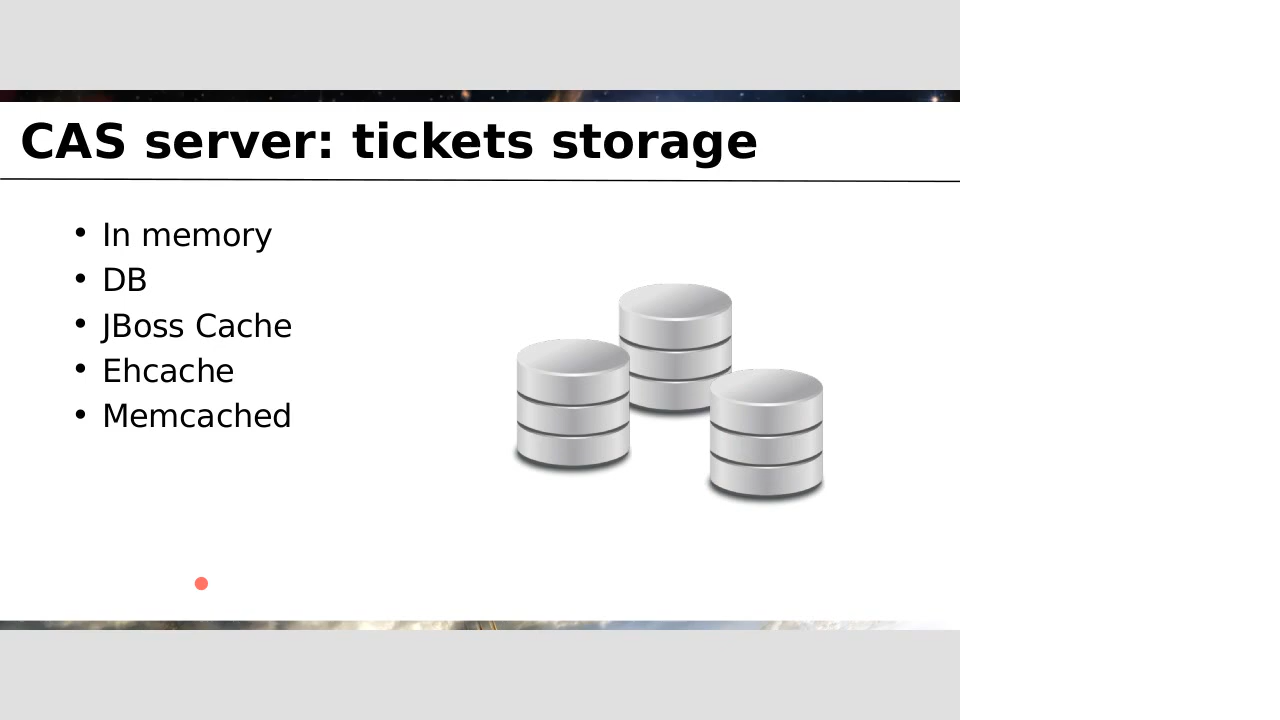 CAS server: tickets storage
• In memory
• DB
• JBoss Cache
• Ehcache
• Memcached